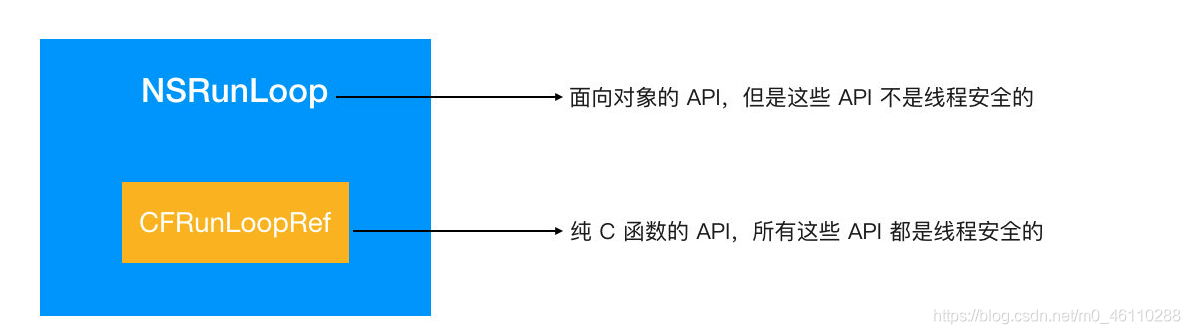 NSRunLoop
面向对象的 API，但是这些 API 不是线程安全的
CFRunLoopRef
纯 C 函数的 API，所有这些 API 都是线程安全的
https://blog.csdn.net/m0_46110288